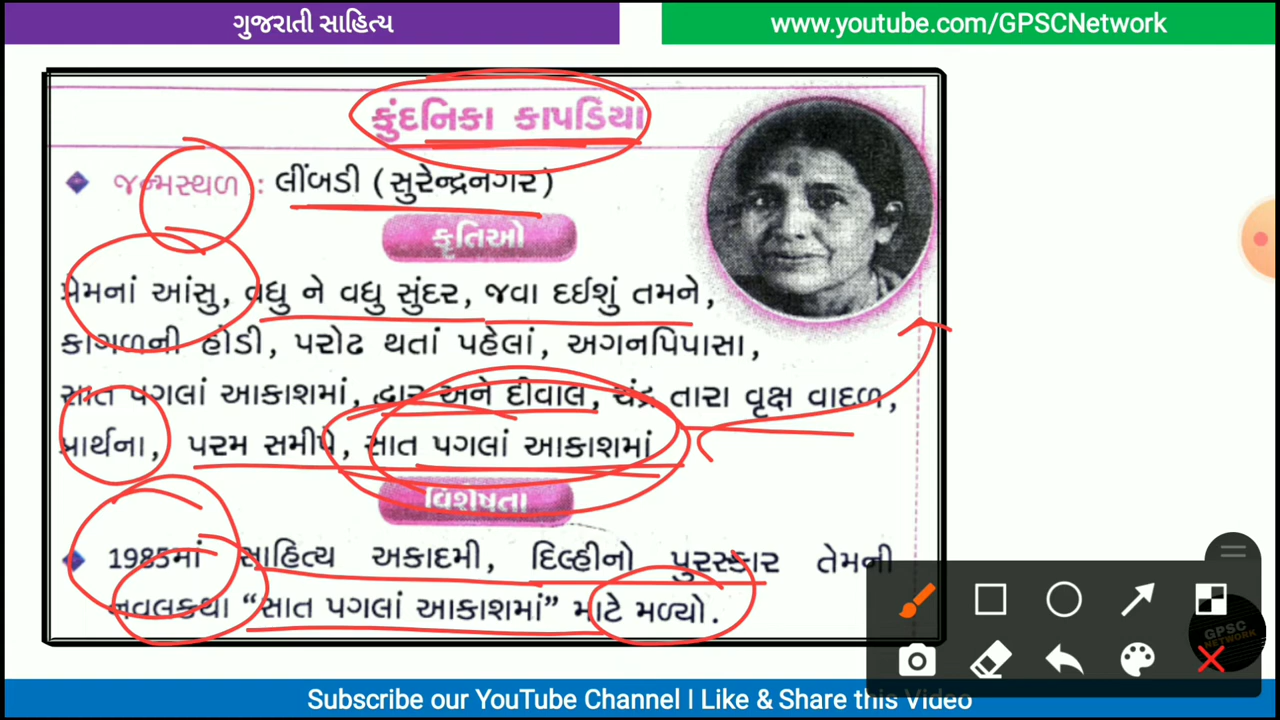 ગુજરાતી સાહિત્ય
www.youtube.com/GPSCNetwork
કુંદનિકા કાપડિયા
જન્મસ્થળ : લીંબડી (સુરેન્દ્રનગર)
કૃતિઓ
પ્રેમનાં આંસુ, વધુ ને વધુ સુંદર, જવા દઈશું તમને,
કાગળની હોડી, પરોઢ થતાં પહેલાં, અગનપિપાસા,
સાત પગલાં આકાશમાં, દ્વાર અને દીવાલ, ચંદ્ર તારા વૃક્ષ વાદળ,
પ્રાર્થના, પરમ સમીપે, સાત પગલાં આકાશમાં
વિશેષતા
1985માં સાહિત્ય અકાદમી, દિલ્હીનો પુરસ્કાર તેમની
નવલકથા “સાત પગલાં આકાશમાં” માટે મળ્યો.
GPSC
NETWORK
Subscribe our YouTube Channel l Like & Share this Video